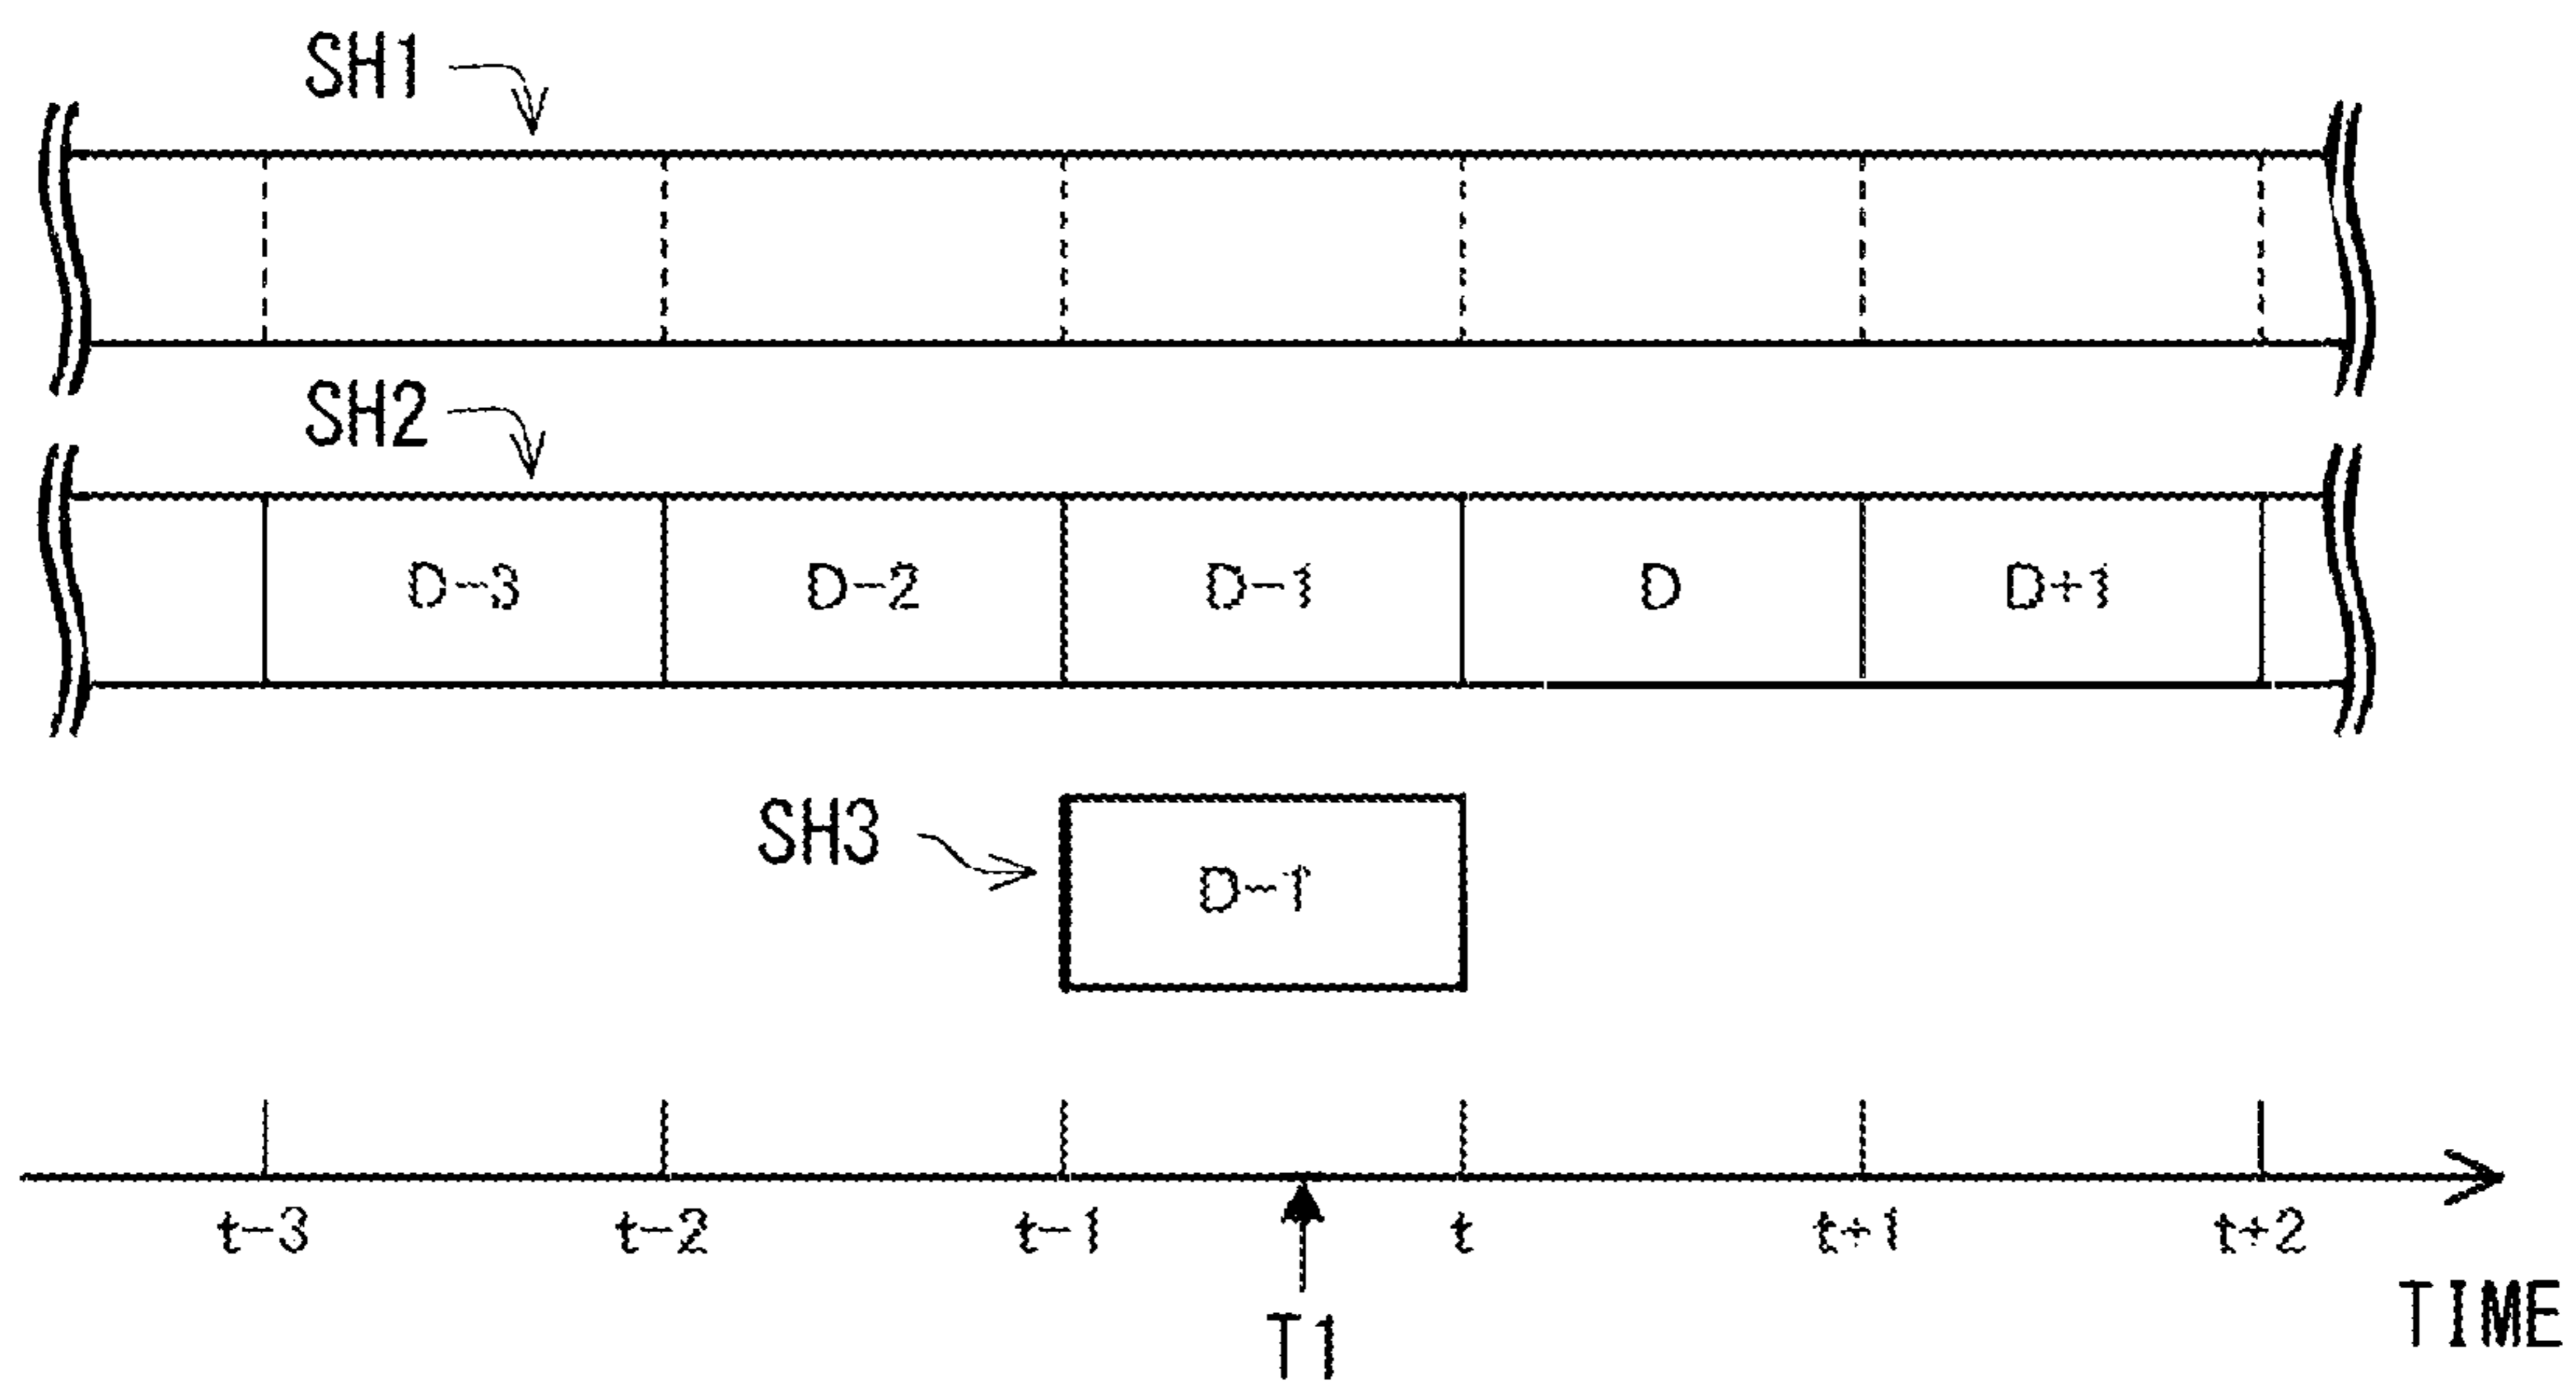 SH1
SH2
D-3 D-2 D-1 D D+1
SH3
D-1
t-3 t-2 t-1 t t+1 t+2
TIME
T1